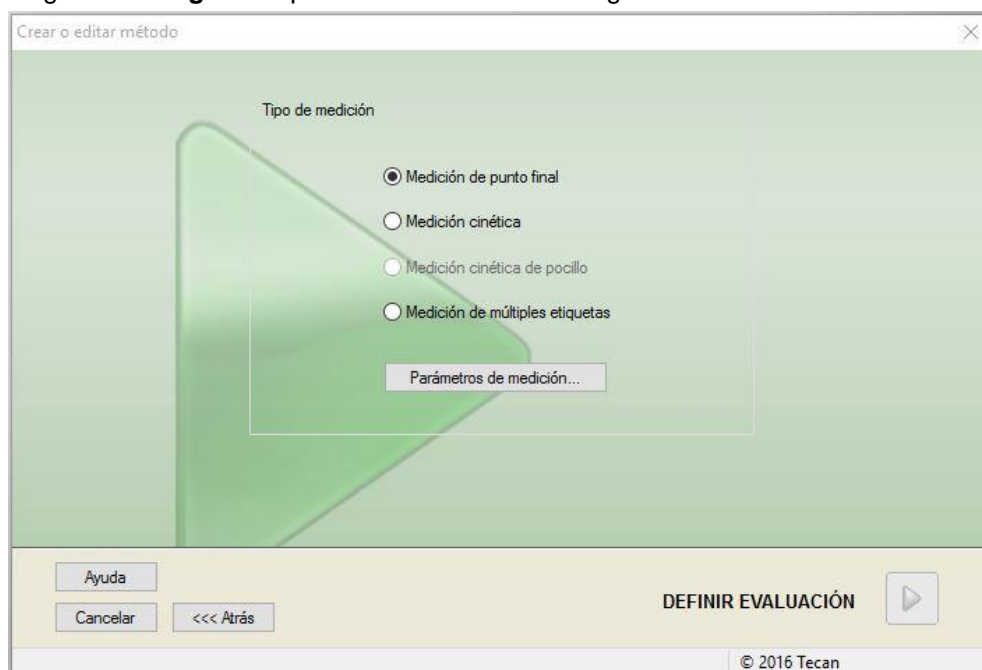 Crear o editar método
Tipo de medición
Medición de punto final
Medición cinética
Medición cinética de pocillo
Medición de múltiples etiquetas
Parámetros de medición...
Ayuda
Cancelar
<<< Atrás
DEFINIR EVALUACIÓN
© 2016 Tecan